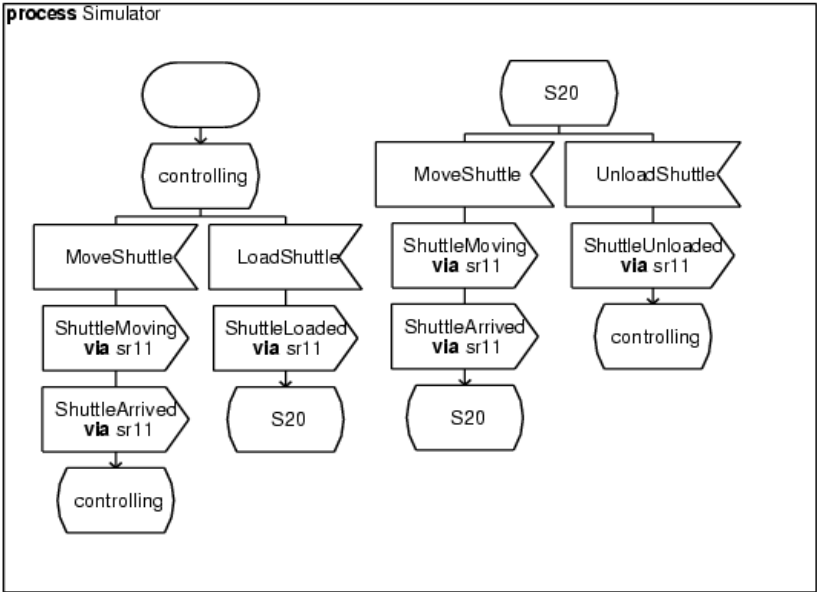 process Simulator
controlling
MoveShuttle
LoadShuttle
ShuttleMoving
via sr11
ShuttleLoaded
via sr11
ShuttleArrived
via sr11
S20
controlling
S20
MoveShuttle
UnloadShuttle
ShuttleMoving
via sr11
ShuttleUnloaded
via sr11
ShuttleArrived
via sr11
controlling
S20